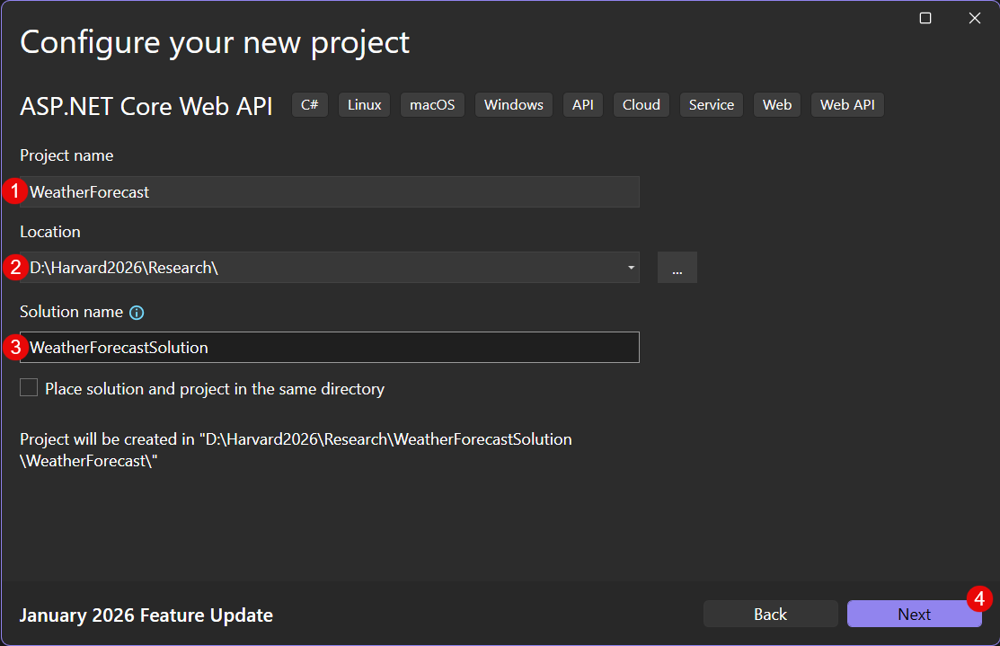 Configure your new project
ASP.NET Core Web API C# Linux macOS Windows API Cloud Service Web Web API
Project name
1 WeatherForecast
Location
2 D:\Harvard2026\Research\ ...
Solution name
3 WeatherForecastSolution
Place solution and project in the same directory
Project will be created in "D:\Harvard2026\Research\WeatherForecastSolution
\WeatherForecast\"
4
January 2026 Feature Update Back Next